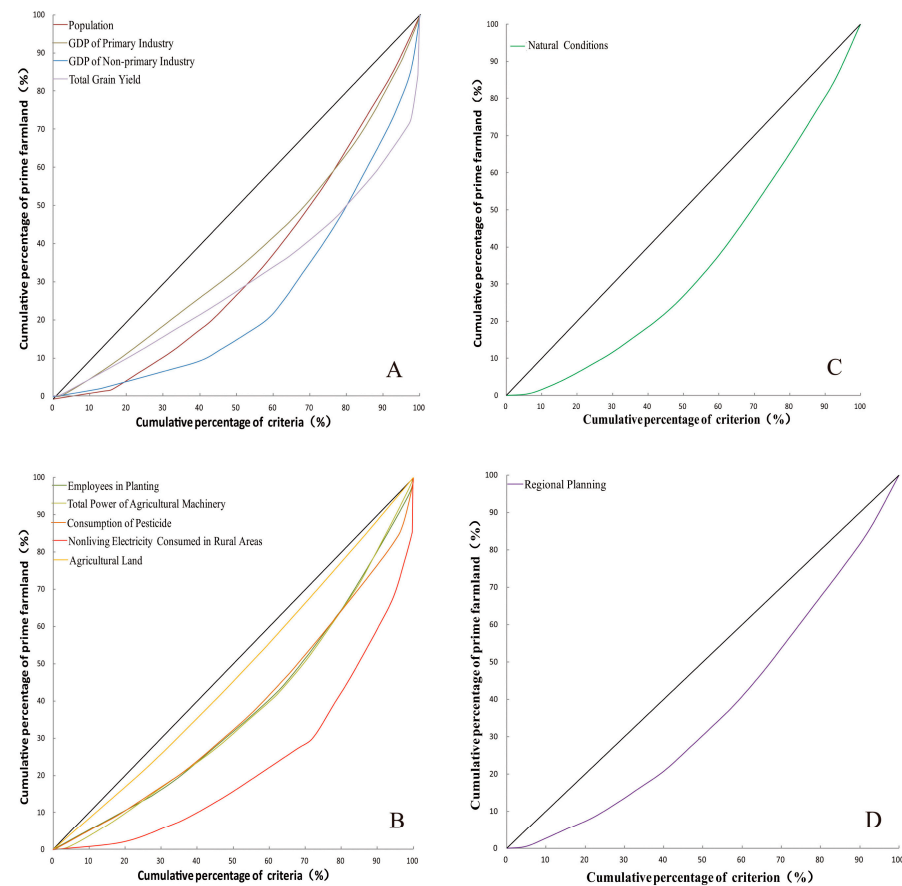 Population
GDP of Primary Industry
GDP of Non-primary Industry
Total Grain Yield
Cumulative percentage of prime farmland（%）
100
90
80
70
60
50
40
30
20
10
0
0 10 20 30 40 50 60 70 80 90 100
Cumulative percentage of criteria（%）
A
Natural Conditions
Cumulative percentage of prime farmland（%）
100
90
80
70
60
50
40
30
20
10
0
0 10 20 30 40 50 60 70 80 90 100
Cumulative percentage of criterion（%）
C
Employees in Planting
Total Power of Agricultural Machinery
Consumption of Pesticide
Nonliving Electricity Consumed in Rural Areas
Agricultural Land
Cumulative percentage of prime farmland（%）
100
90
80
70
60
50
40
30
20
10
0
0 10 20 30 40 50 60 70 80 90 100
Cumulative percentage of criteria（%）
B
Regional Planning
Cumulative percentage of prime farmland（%）
100
90
80
70
60
50
40
30
20
10
0
0 10 20 30 40 50 60 70 80 90 100
Cumulative percentage of criterion（%）
D